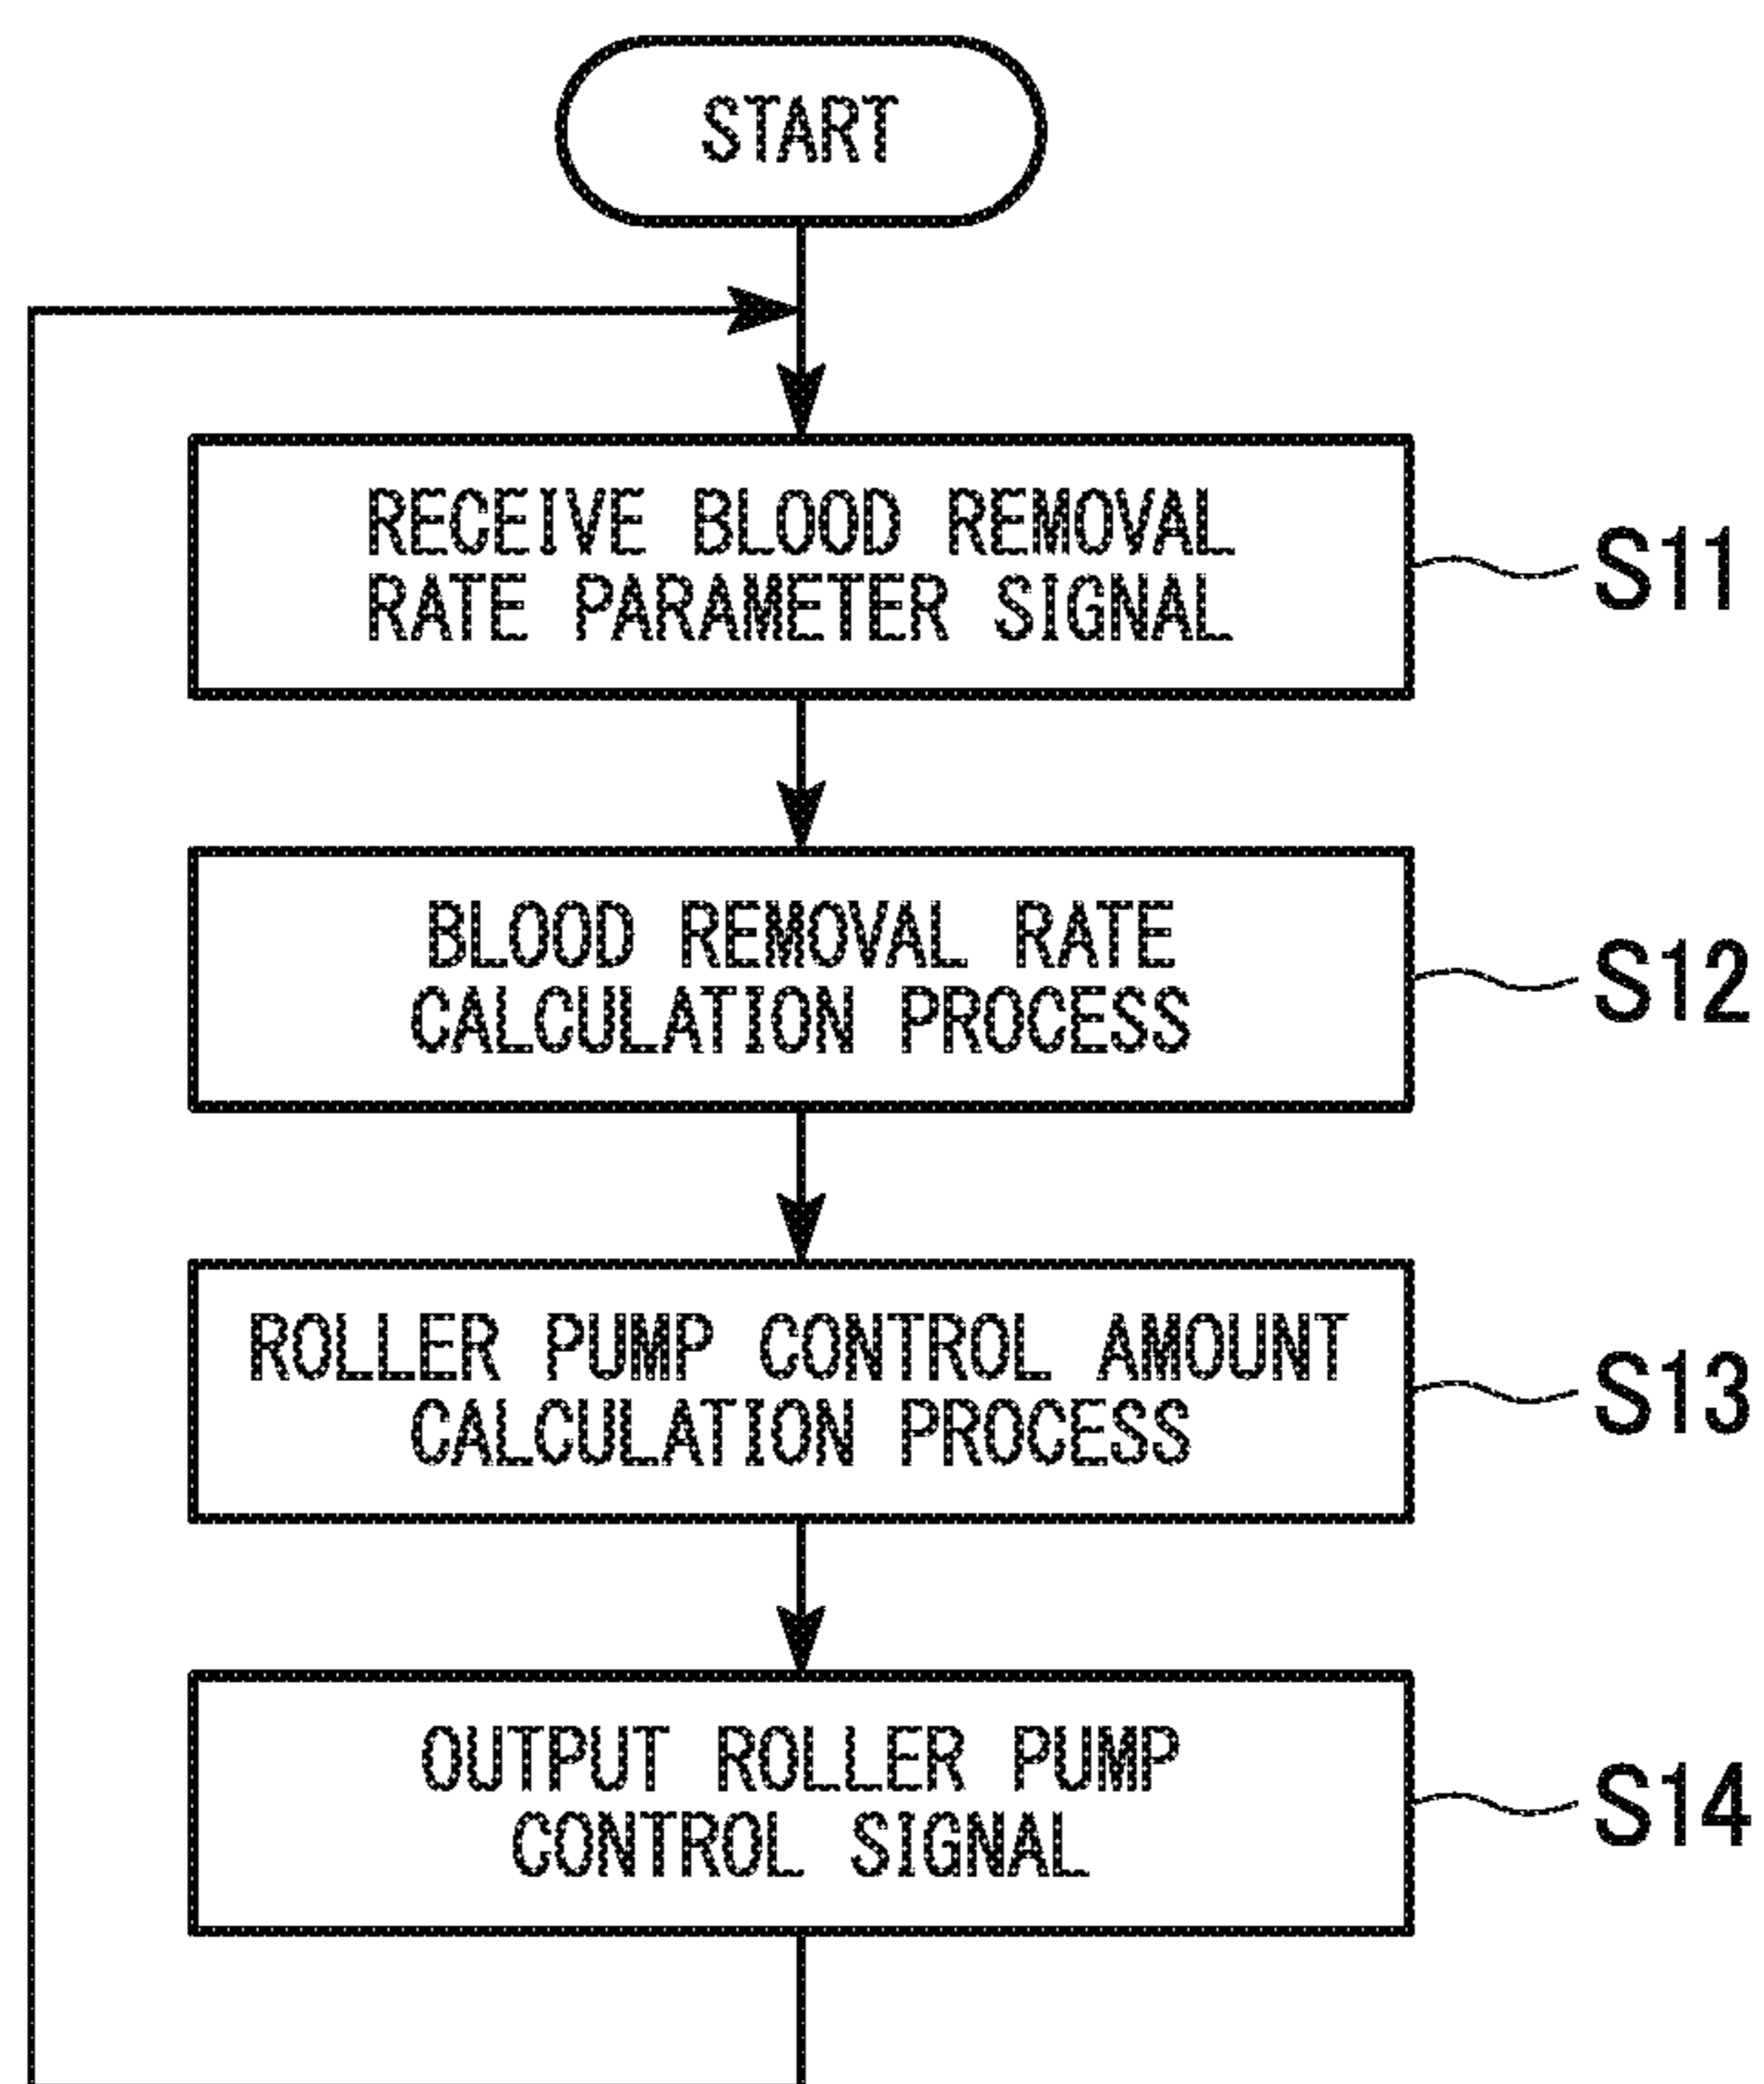 START
RECEIVE BLOOD REMOVAL
RATE PARAMETER SIGNAL
S11
BLOOD REMOVAL RATE
CALCULATION PROCESS
S12
ROLLER PUMP CONTROL AMOUNT
CALCULATION PROCESS
S13
OUTPUT ROLLER PUMP
CONTROL SIGNAL
S14